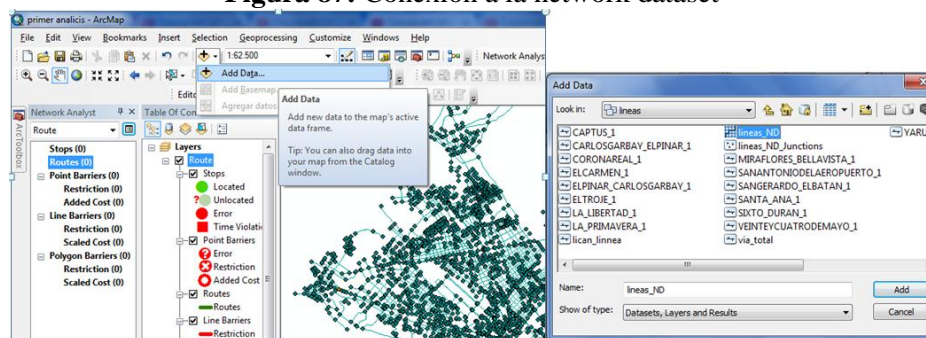 Figura 87. Conexión a la network dataset
primer analicis - ArcMap
File Edit View Bookmarks Insert Selection Geoprocessing Customize Windows Help
1:62.500
Network Analyst
Add Data...
Add Basemap
Agregar datos
Add Data
Add new data to the map's active data frame.
Tip: You can also drag data into your map from the Catalog window.
ArcToolbox
Network Analyst
Route
Stops (0)
Routes (0)
Point Barriers (0)
Restriction (0)
Added Cost (0)
Line Barriers (0)
Restriction (0)
Scaled Cost (0)
Polygon Barriers (0)
Restriction (0)
Scaled Cost (0)
Table Of Con
Layers
Route
Stops
Located
Unlocated
Error
Time Violati
Point Barriers
Error
Restriction
Added Cost
Routes
Routes
Line Barriers
Restriction
Add Data
Look in: lineas
CAPTUS_1
CARLOSGARBAY_ELPINAR_1
CORONAREAL_1
ELCARMEN_1
ELPINAR_CARLOSGARBAY_1
ELTROJE_1
LA_LIBERTAD_1
LA_PRIMAVERA_1
lican_linnea
lineas_ND
lineas_ND_Junctions
MIRAFLORES_BELLAVISTA_1
SANANTONIODELAEROPUERTO_1
SANGERARDO_ELBATAN_1
SANTA_ANA_1
SIXTO_DURAN_1
VEINTEYCUATRODEMAYO_1
via_total
YARU
Name: lineas_ND
Add
Show of type: Datasets, Layers and Results
Cancel